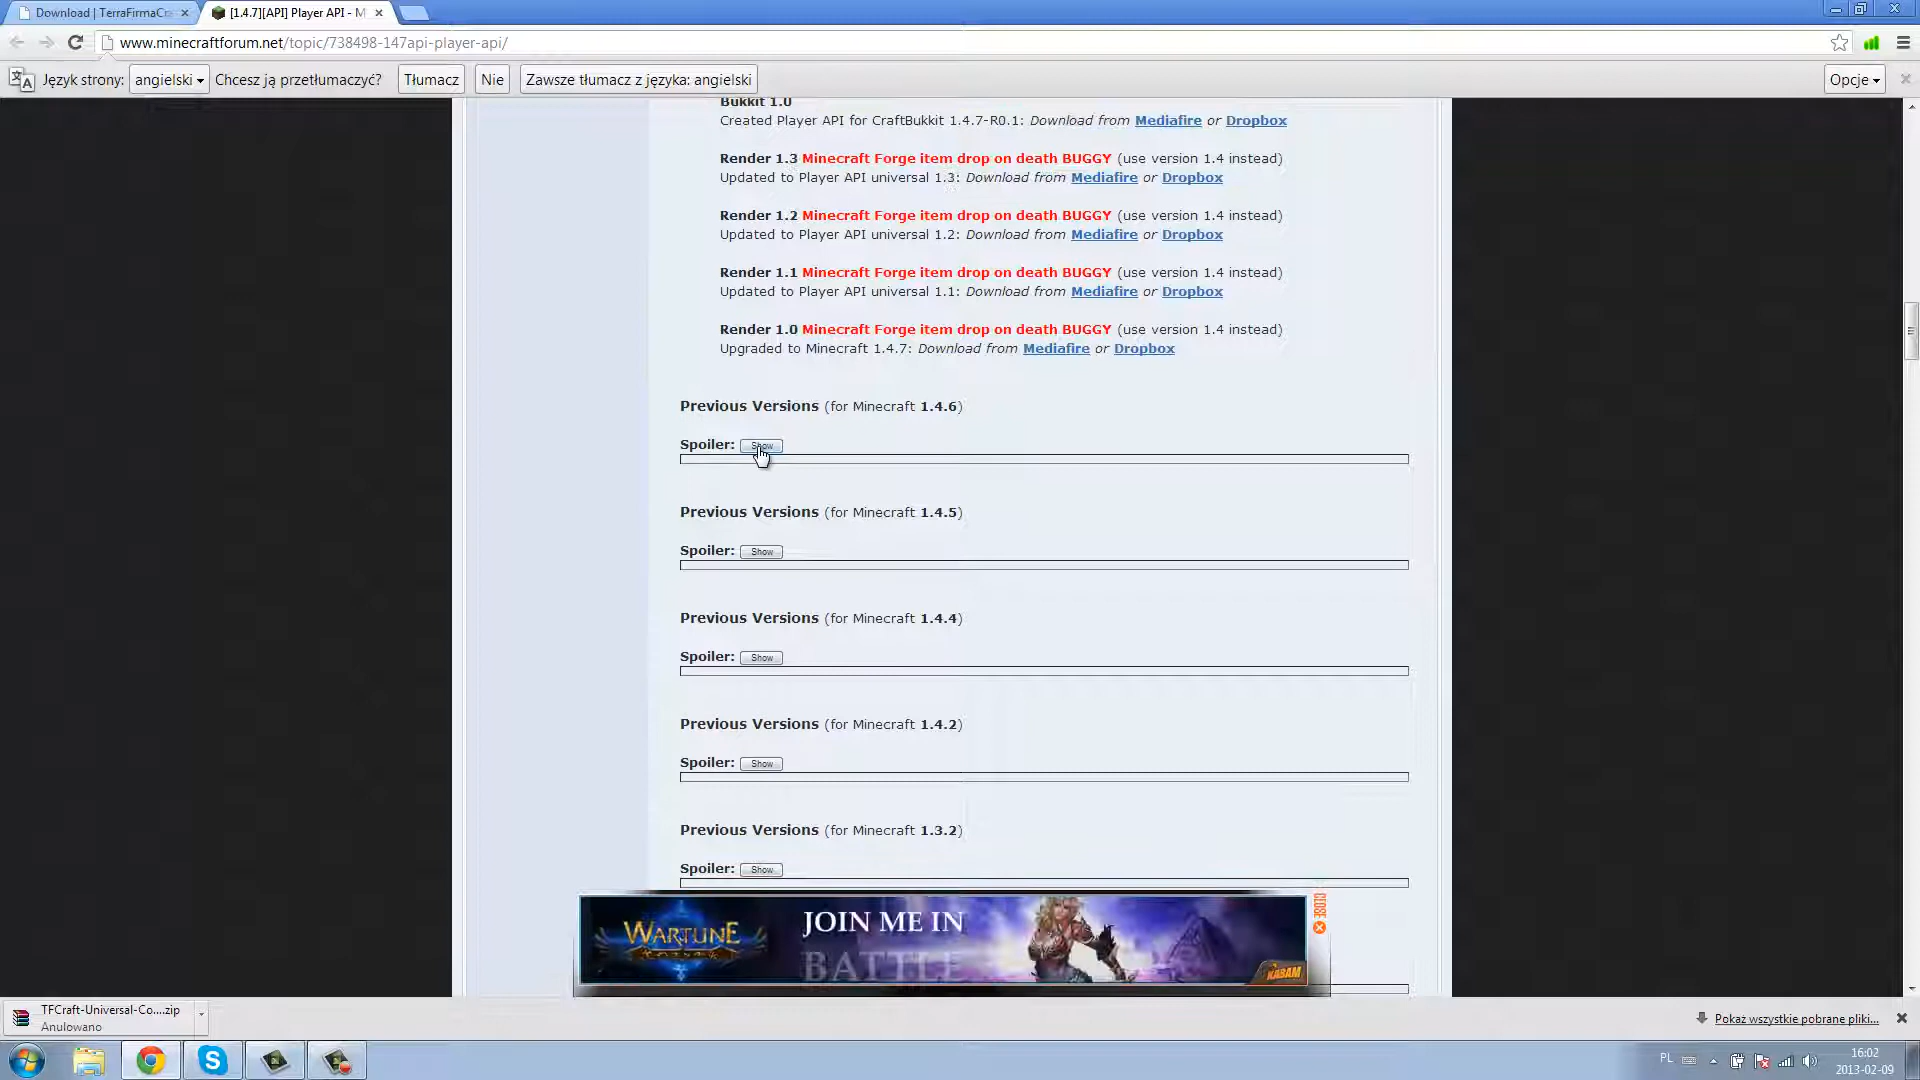 Download | TerraFirmaCr
[1.4.7][API] Player API - M
www.minecraftforum.net/topic/738498-147api-player-api/
Język strony: angielski Chcesz ją przetłumaczyć? Tłumacz Nie Zawsze tłumacz z języka: angielski Opcje
Bukkit 1.0
Created Player API for CraftBukkit 1.4.7-R0.1: Download from Mediafire or Dropbox
Render 1.3 Minecraft Forge item drop on death BUGGY (use version 1.4 instead)
Updated to Player API universal 1.3: Download from Mediafire or Dropbox
Render 1.2 Minecraft Forge item drop on death BUGGY (use version 1.4 instead)
Updated to Player API universal 1.2: Download from Mediafire or Dropbox
Render 1.1 Minecraft Forge item drop on death BUGGY (use version 1.4 instead)
Updated to Player API universal 1.1: Download from Mediafire or Dropbox
Render 1.0 Minecraft Forge item drop on death BUGGY (use version 1.4 instead)
Upgraded to Minecraft 1.4.7: Download from Mediafire or Dropbox
Previous Versions (for Minecraft 1.4.6)
Spoiler: Show
Previous Versions (for Minecraft 1.4.5)
Spoiler: Show
Previous Versions (for Minecraft 1.4.4)
Spoiler: Show
Previous Versions (for Minecraft 1.4.2)
Spoiler: Show
Previous Versions (for Minecraft 1.3.2)
Spoiler: Show
CLOSE
WARTUNE
JOIN ME IN
BATTLE
KABAM
TFCraft-Universal-Co....zip
Anulowano
Pokaż wszystkie pobrane pliki...
PL
16:02
2013-02-09